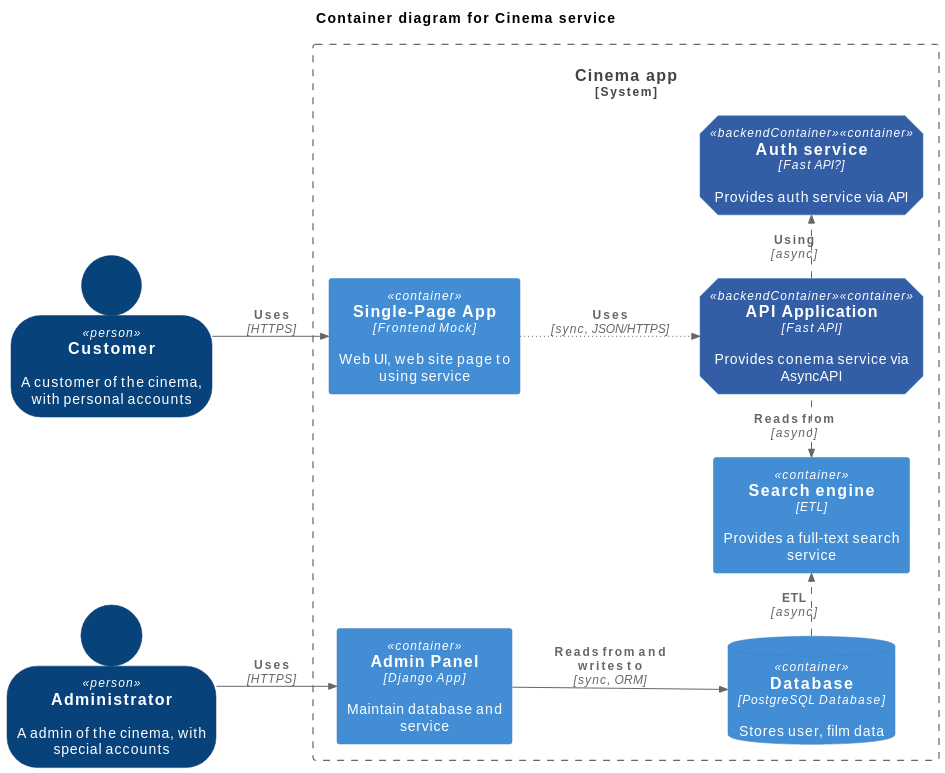 Container diagram for Cinema service
Cinema app
[System]
«backendContainer»«container»
Auth service
[Fast API?]
Provides auth service via API
Using
[async]
«person»
Customer
A customer of the cinema,
with personal accounts
Uses
[HTTPS]
«container»
Single-Page App
[Frontend Mock]
Web UI, web site page to
using service
Uses
[sync, JSON/HTTPS]
«backendContainer»«container»
API Application
[Fast API]
Provides conema service via
AsyncAPI
Reads from
[async]
«container»
Search engine
[ETL]
Provides a full-text search
service
ETL
[async]
«person»
Administrator
A admin of the cinema, with
special accounts
Uses
[HTTPS]
«container»
Admin Panel
[Django App]
Maintain database and
service
Reads from and
writes to
[sync, ORM]
«container»
Database
[PostgreSQL Database]
Stores user, film data